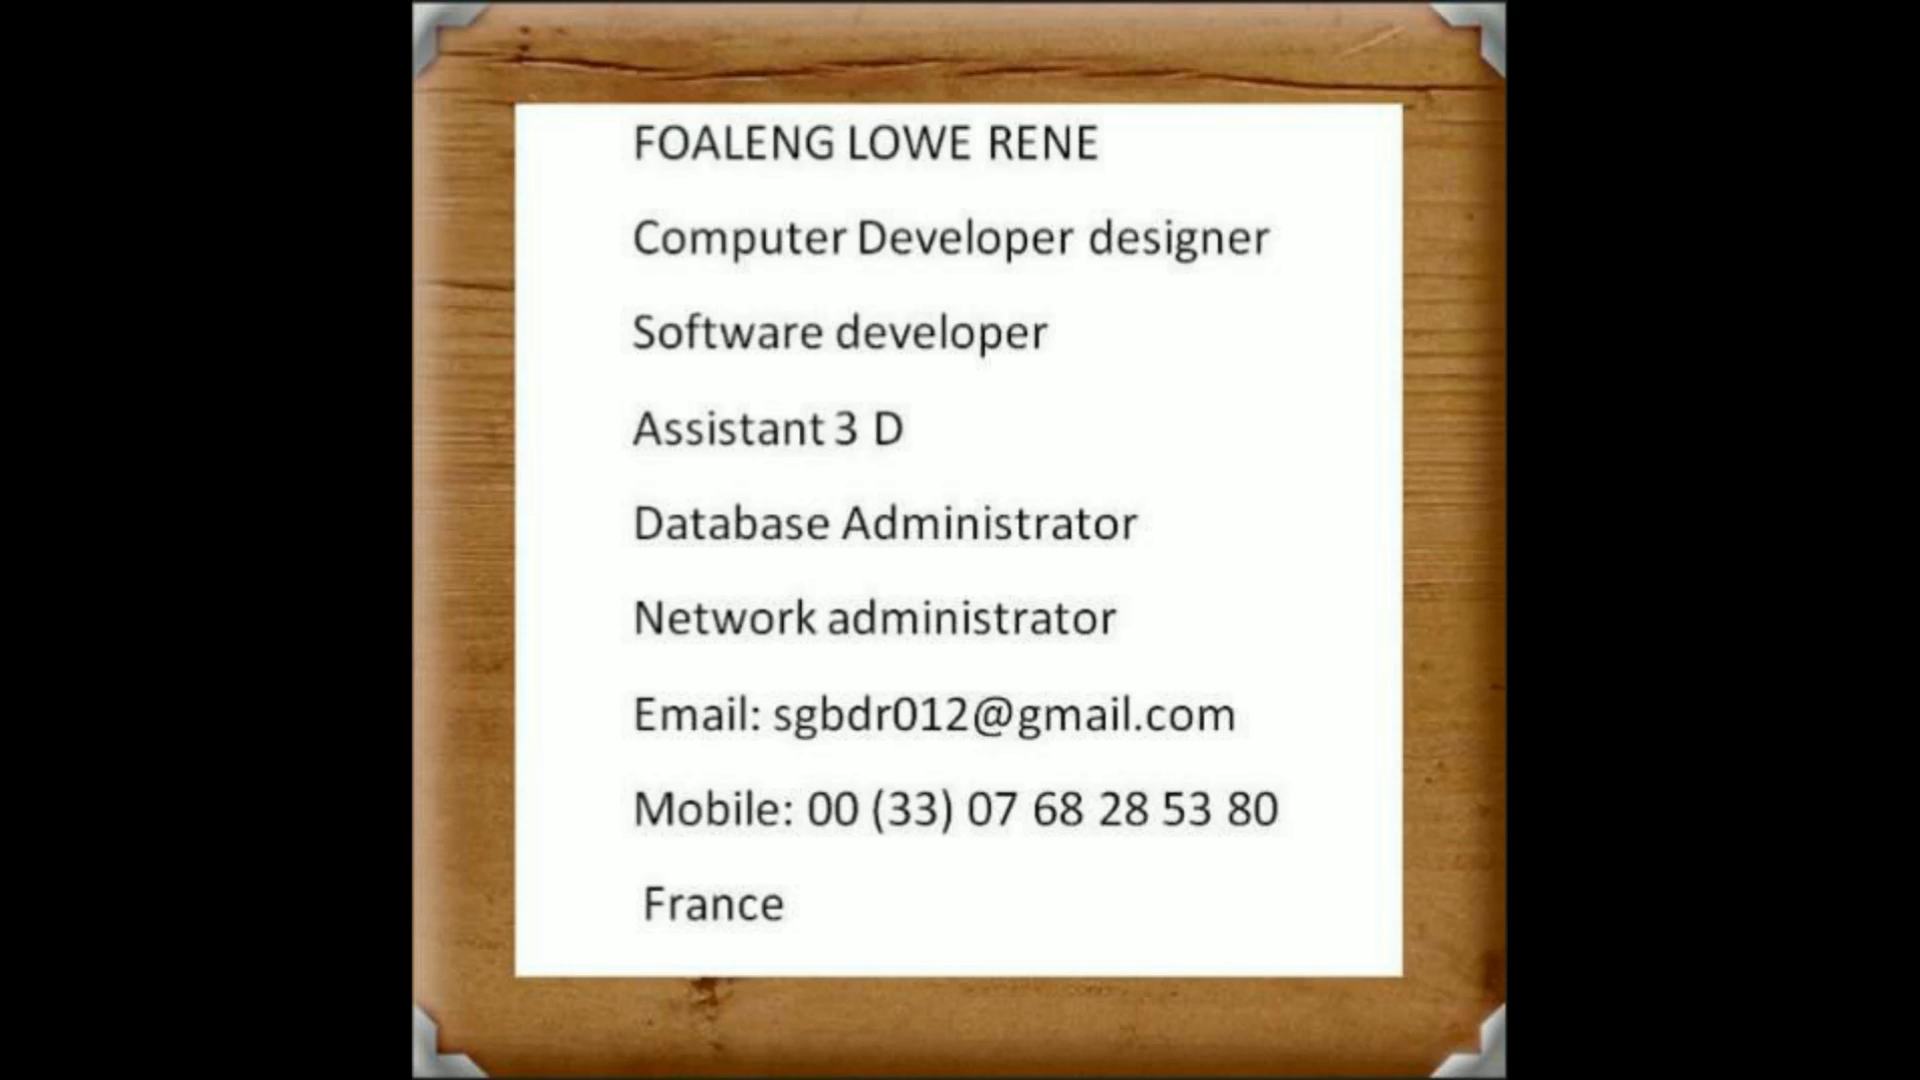 FOALENG LOWE RENE
Computer Developer designer
Software developer
Assistant 3 D
Database Administrator
Network administrator
Email: sgbdr012@gmail.com
Mobile: 00 (33) 07 68 28 53 80
France